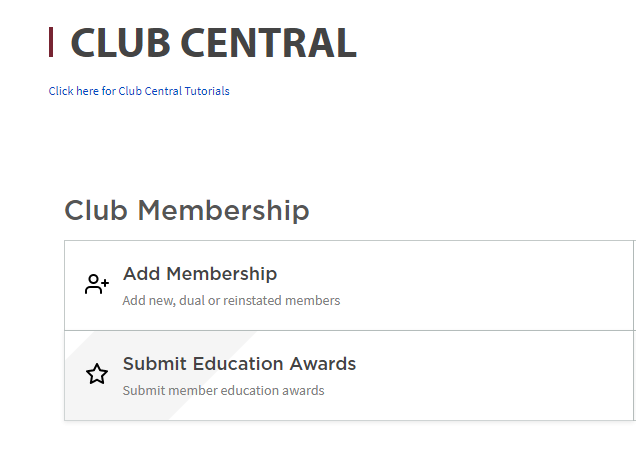 CLUB CENTRAL
Click here for Club Central Tutorials
Club Membership
Add Membership
Add new, dual or reinstated members
Submit Education Awards
Submit member education awards